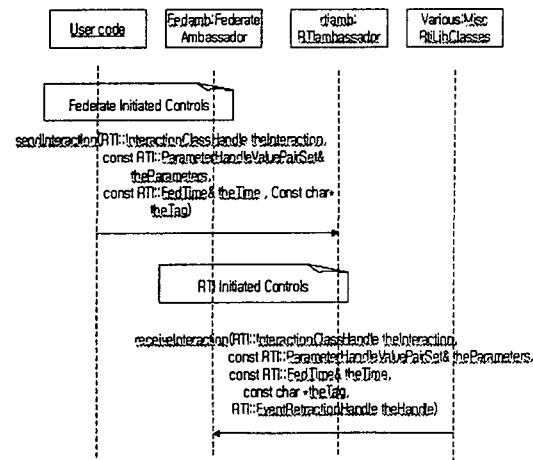 User code
Fedamb:Federate
Ambassador
rtiamb:
RTIambassador
Various:Misc
RtiLibClasses
Federate Initiated Controls
sendInteraction(RTI::InteractionClassHandle theInteraction,
const RTI::ParameterHandleValuePairSet&
theParameters,
const RTI::FedTime& theTime , Const char*
theTag)
RTI Initiated Controls
receiveInteraction(RTI::InteractionClassHandle theInteraction,
const RTI::ParameterHandleValuePairSet& theParameters,
const RTI::FedTime& theTime,
const char *theTag,
RTI::EventRetractionHandle theHandle)